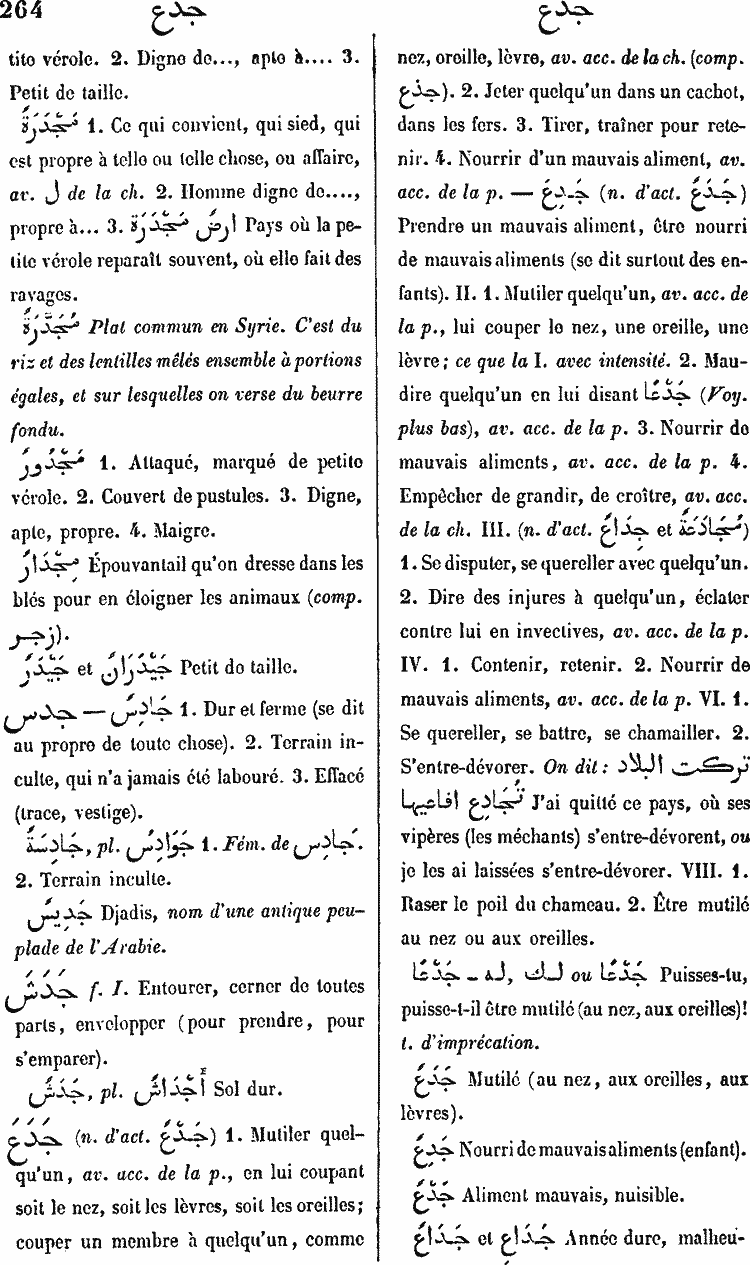 264 جدع جدع
tite vérole. 2. Digne de..., apte à.... 3.
Petit de taille.
مَجْدَرَةٌ 1. Ce qui convient, qui sied, qui
est propre à telle ou telle chose, ou affaire,
av. ل de la ch. 2. Homme digne de....,
propre à... 3. أرضٌ مَجْدَرَةٌ Pays où la pe-
tite vérole reparaît souvent, où elle fait des
ravages.
مُجَدَّرَةٌ Plat commun en Syrie. C'est du
riz et des lentilles mêlés ensemble à portions
égales, et sur lesquelles on verse du beurre
fondu.
مَجْدُورٌ 1. Attaqué, marqué de petite
vérole. 2. Couvert de pustules. 3. Digne,
apte, propre. 4. Maigre.
مِجْدَارٌ Épouvantail qu'on dresse dans les
blés pour en éloigner les animaux (comp.
زجر).
جَيْدَرٌ et جَيْدَرَانٌ Petit de taille.
جدس — جَادِسٌ 1. Dur et ferme (se dit
au propre de toute chose). 2. Terrain in-
culte, qui n'a jamais été labouré. 3. Effacé
(trace, vestige).
جَادِسَةٌ, pl. جَوَادِسُ 1. Fém. de جَادِس.
2. Terrain inculte.
جَدِيسٌ Djadis, nom d'une antique peu-
plade de l'Arabie.
جَدَشَ f. I. Entourer, cerner de toutes
parts, envelopper (pour prendre, pour
s'emparer).
جَدَشٌ, pl. أَجْدَاشٌ Sol dur.
جَدَعَ (n. d'act. جَدْعٌ) 1. Mutiler quel-
qu'un, av. acc. de la p., en lui coupant
soit le nez, soit les lèvres, soit les oreilles;
couper un membre à quelqu'un, comme
nez, oreille, lèvre, av. acc. de la ch. (comp.
جذع). 2. Jeter quelqu'un dans un cachot,
dans les fers. 3. Tirer, traîner pour rete-
nir. 4. Nourrir d'un mauvais aliment, av.
acc. de la p. — جَدِعَ (n. d'act. جَدَعٌ)
Prendre un mauvais aliment, être nourri
de mauvais aliments (se dit surtout des en-
fants). II. 1. Mutiler quelqu'un, av. acc. de
la p., lui couper le nez, une oreille, une
lèvre; ce que la I. avec intensité. 2. Mau-
dire quelqu'un en lui disant جَدْعًا (Voy.
plus bas), av. acc. de la p. 3. Nourrir de
mauvais aliments, av. acc. de la p. 4.
Empêcher de grandir, de croître, av. acc.
de la ch. III. (n. d'act. جِدَاعٌ et مُجَادَعَةٌ)
1. Se disputer, se quereller avec quelqu'un.
2. Dire des injures à quelqu'un, éclater
contre lui en invectives, av. acc. de la p.
IV. 1. Contenir, retenir. 2. Nourrir de
mauvais aliments, av. acc. de la p. VI. 1.
Se quereller, se battre, se chamailler. 2.
S'entre-dévorer. On dit: تركت البلاد
تُجَادِع افاعيها J'ai quitté ce pays, où ses
vipères (les méchants) s'entre-dévorent, ou
je les ai laissées s'entre-dévorer. VIII. 1.
Raser le poil du chameau. 2. Être mutilé
au nez ou aux oreilles.
جَدْعًا لـك ou جَدْعًا – لـه, Puisses-tu,
puisse-t-il être mutilé (au nez, aux oreilles)!
t. d'imprécation.
جَدَعٌ Mutilé (au nez, aux oreilles, aux
lèvres).
جَدِعٌ Nourri de mauvais aliments (enfant).
جَدْعٌ Aliment mauvais, nuisible.
جَدَاعٌ et جَدَاعِ Année dure, malheu-